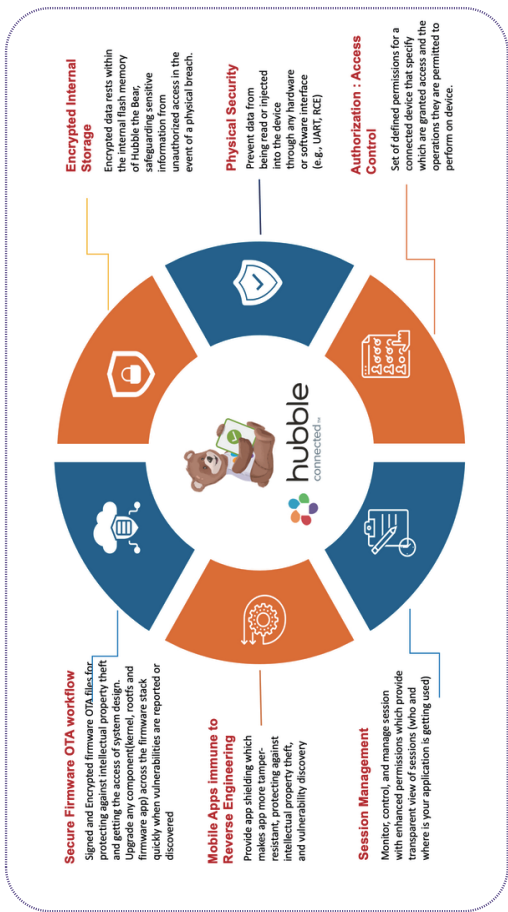 Secure Firmware OTA workflow
Signed and Encrypted firmware OTA files for
protecting against intellectual property theft
and getting the access of system design.
Upgrade any component(kernel, rootfs and
firmware app) across the firmware stack
quickly when vulnerabilities are reported or
discovered
Mobile Apps immune to
Reverse Engineering
Provide app shielding which
makes app more tamper-
resistant, protecting against
intellectual property theft,
and vulnerability discovery
Session Management
Monitor, control, and manage session
with enhanced permissions which provide
transparent view of sessions (who and
where is your application is getting used)
hubble
connected™
Encrypted Internal
Storage
Encrypted data rests within
the internal flash memory
of Hubble the Bear,
safeguarding sensitive
information from
unauthorized access in the
event of a physical breach.
Physical Security
Prevent data from
being read or injected
into the device
through any hardware
or software interface
(e.g., UART, RCE)
Authorization : Access
Control
Set of defined permissions for a
connected device that specify
which are granted access and the
operations they are permitted to
perform on device.